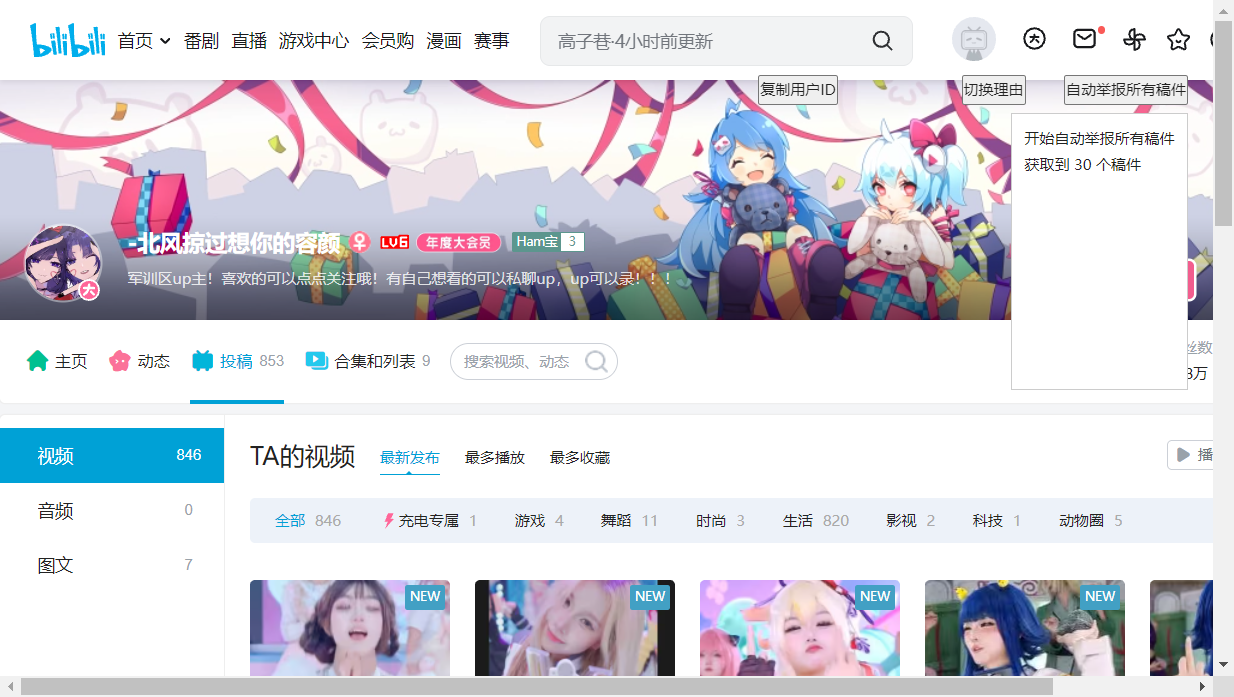 bilibili 首页 番剧 直播 游戏中心 会员购 漫画 赛事 高子巷·4小时前更新
复制用户ID 切换理由 自动举报所有稿件
开始自动举报所有稿件
获取到 30 个稿件
-北风掠过想你的容颜 LV6 年度大会员 Ham宝 3
军训区up主！喜欢的可以点点关注哦！有自己想看的可以私聊up，up可以录！！！
主页 动态 投稿 853 合集和列表 9 搜索视频、动态
丝数
8万
视频 846
音频 0
图文 7
TA的视频 最新发布 最多播放 最多收藏 播
全部 846 充电专属 1 游戏 4 舞蹈 11 时尚 3 生活 820 影视 2 科技 1 动物圈 5
NEW NEW NEW NEW